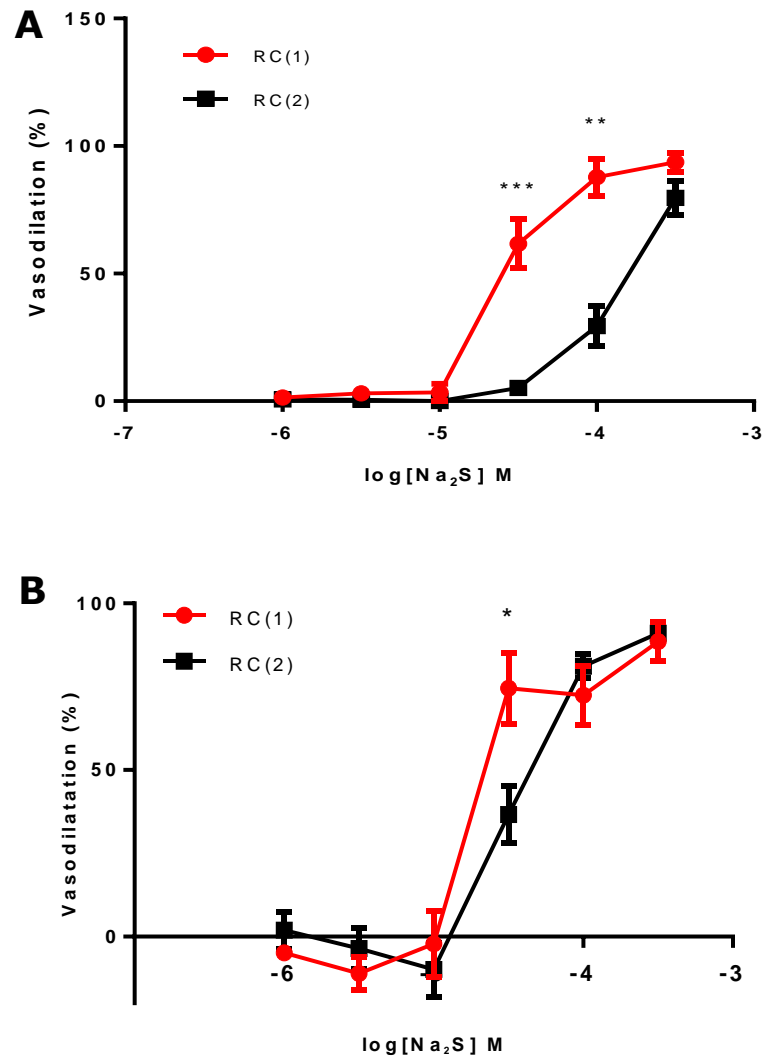 A
150
RC(1)
RC(2)
**
100
***
Vasodilation (%)
50
0
-7 -6 -5 -4 -3
log[Na₂S] M
B
100
RC(1)
RC(2)
*
Vasodilatation (%)
50
0
-6 -4 -3
log[Na₂S] M